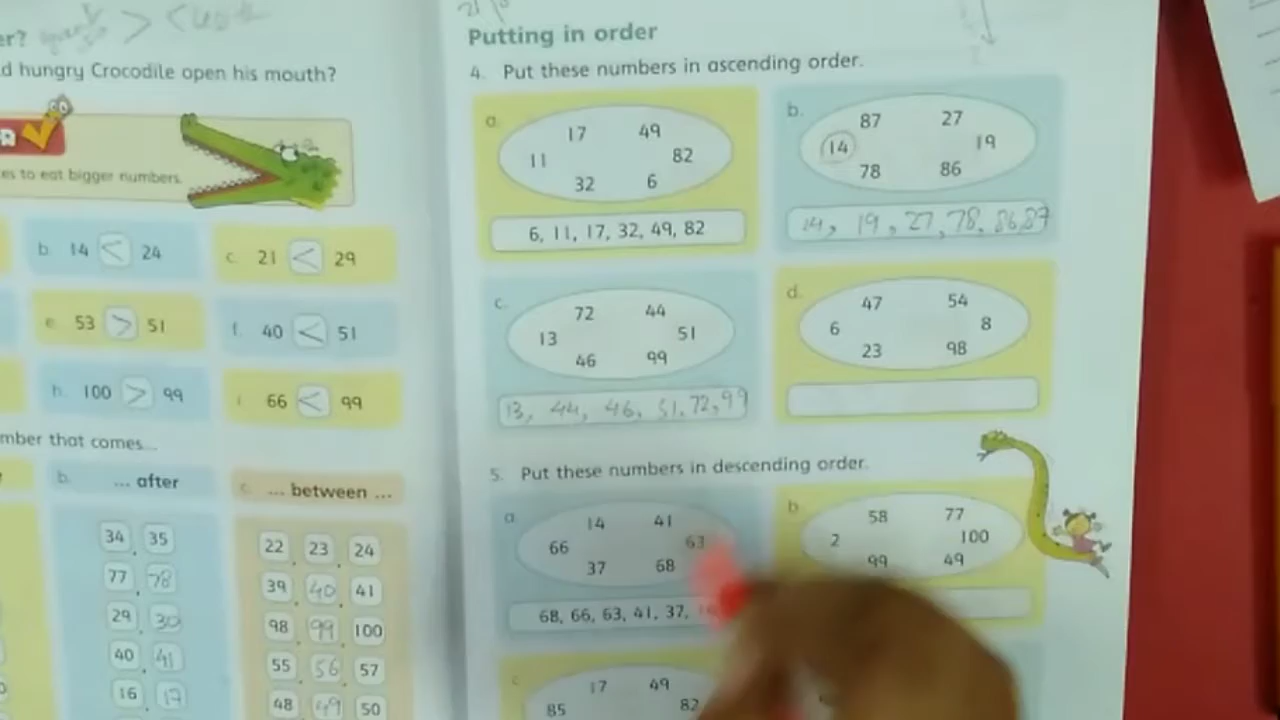 er? > <
d hungry Crocodile open his mouth?
R
es to eat bigger numbers.
b. 14 < 24
c. 21 < 29
e. 53 > 51
f. 40 < 51
h. 100 > 99
i 66 < 99
mber that comes...
b. ... after
34, 35
77, 78
29, 30
40, 41
16, 17
c. ... between ...
22, 23, 24
39, 40, 41
98, 99, 100
55, 56, 57
48, 49, 50
21
Putting in order
4. Put these numbers in ascending order.
a. 17 49
11 82
32 6
6, 11, 17, 32, 49, 82
b. 87 27
14 19
78 86
14, 19, 27, 78, 86, 87
c. 72 44
13 51
46 99
13, 44, 46, 51, 72, 99
d. 47 54
6 8
23 98
5. Put these numbers in descending order.
a 14 41
66 63
37 68
68, 66, 63, 41, 37,
b 58 77
2 100
99 49
c 17 49
85 82